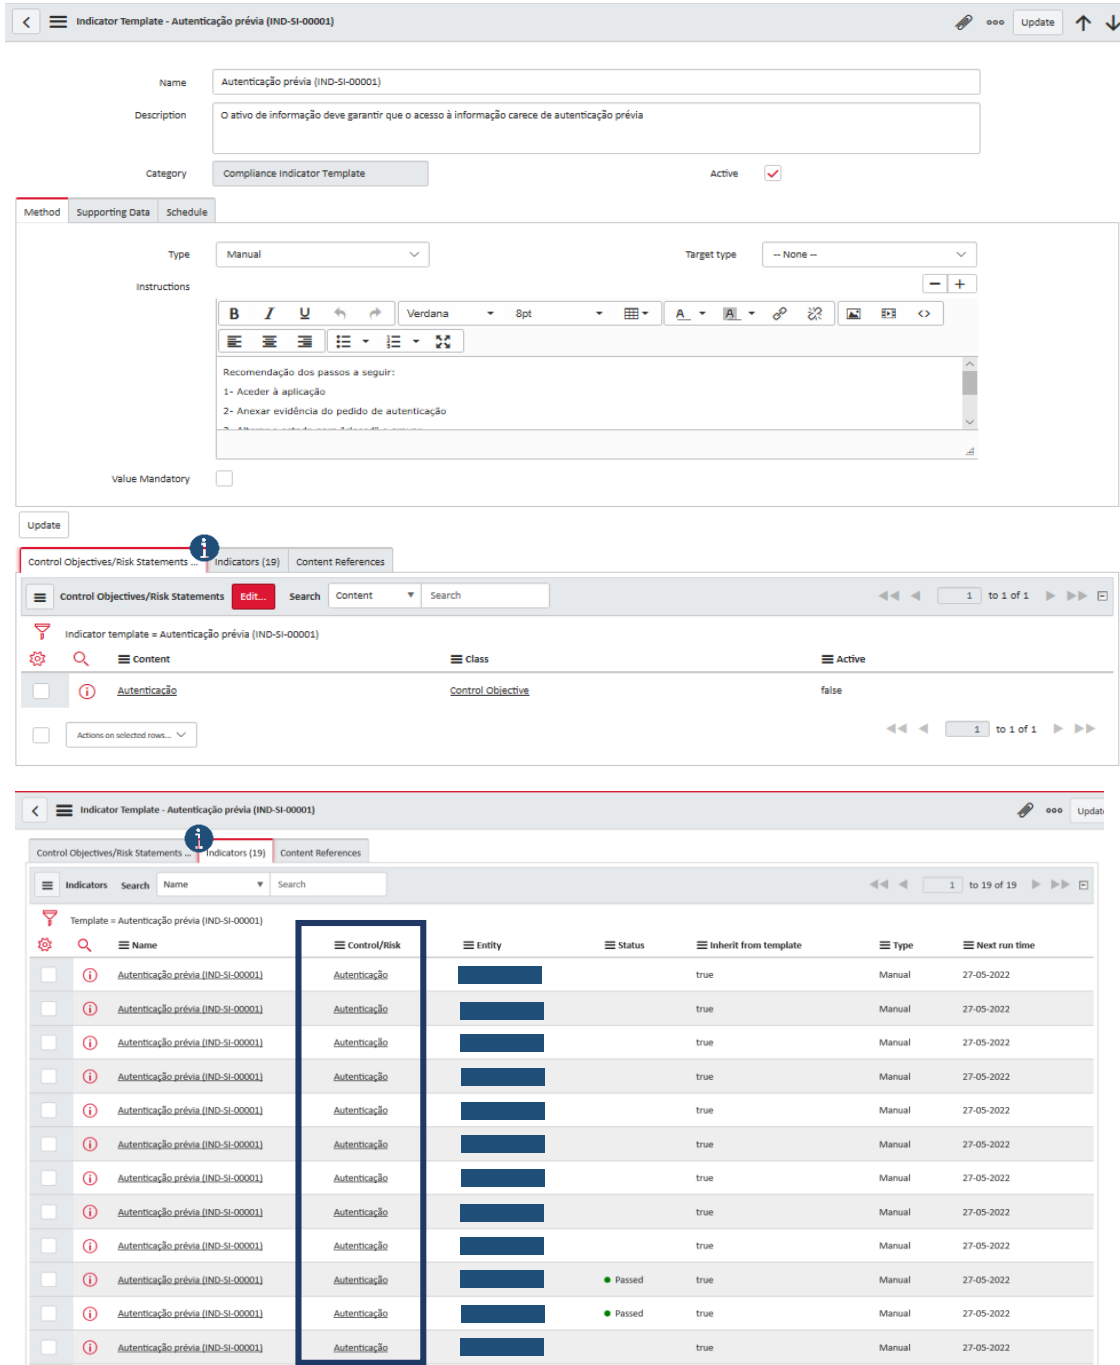 Indicator Template - Autenticação prévia (IND-SI-00001)
Update
Name
Autenticação prévia (IND-SI-00001)
Description
O ativo de informação deve garantir que o acesso à informação carece de autenticação prévia
Category
Compliance Indicator Template
Active
Method Supporting Data Schedule
Type
Manual
Target type
-- None --
Instructions
B I U Verdana 8pt A A
Recomendação dos passos a seguir:
1- Aceder à aplicação
2- Anexar evidência do pedido de autenticação
Value Mandatory
Update
Control Objectives/Risk Statements ... Indicators (19) Content References
Control Objectives/Risk Statements Edit... Search Content Search 1 to 1 of 1
Indicator template = Autenticação prévia (IND-SI-00001)
Content Class Active
Autenticação Control Objective false
Actions on selected rows... 1 to 1 of 1
Indicator Template - Autenticação prévia (IND-SI-00001)
Updat
Control Objectives/Risk Statements ... Indicators (19) Content References
Indicators Search Name Search 1 to 19 of 19
Template = Autenticação prévia (IND-SI-00001)
Name Control/Risk Entity Status Inherit from template Type Next run time
Autenticação prévia (IND-SI-00001) Autenticação true Manual 27-05-2022
Autenticação prévia (IND-SI-00001) Autenticação true Manual 27-05-2022
Autenticação prévia (IND-SI-00001) Autenticação true Manual 27-05-2022
Autenticação prévia (IND-SI-00001) Autenticação true Manual 27-05-2022
Autenticação prévia (IND-SI-00001) Autenticação true Manual 27-05-2022
Autenticação prévia (IND-SI-00001) Autenticação true Manual 27-05-2022
Autenticação prévia (IND-SI-00001) Autenticação true Manual 27-05-2022
Autenticação prévia (IND-SI-00001) Autenticação true Manual 27-05-2022
Autenticação prévia (IND-SI-00001) Autenticação true Manual 27-05-2022
Autenticação prévia (IND-SI-00001) Autenticação Passed true Manual 27-05-2022
Autenticação prévia (IND-SI-00001) Autenticação Passed true Manual 27-05-2022
Autenticação prévia (IND-SI-00001) Autenticação true Manual 27-05-2022